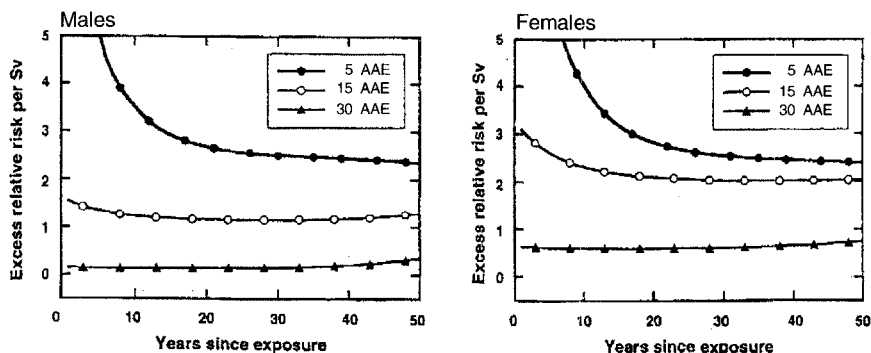 Males
Excess relative risk per Sv
5
4
3
2
1
0
5 AAE
15 AAE
30 AAE
0 10 20 30 40 50
Years since exposure
Females
Excess relative risk per Sv
5
4
3
2
1
0
5 AAE
15 AAE
30 AAE
0 10 20 30 40 50
Years since exposure